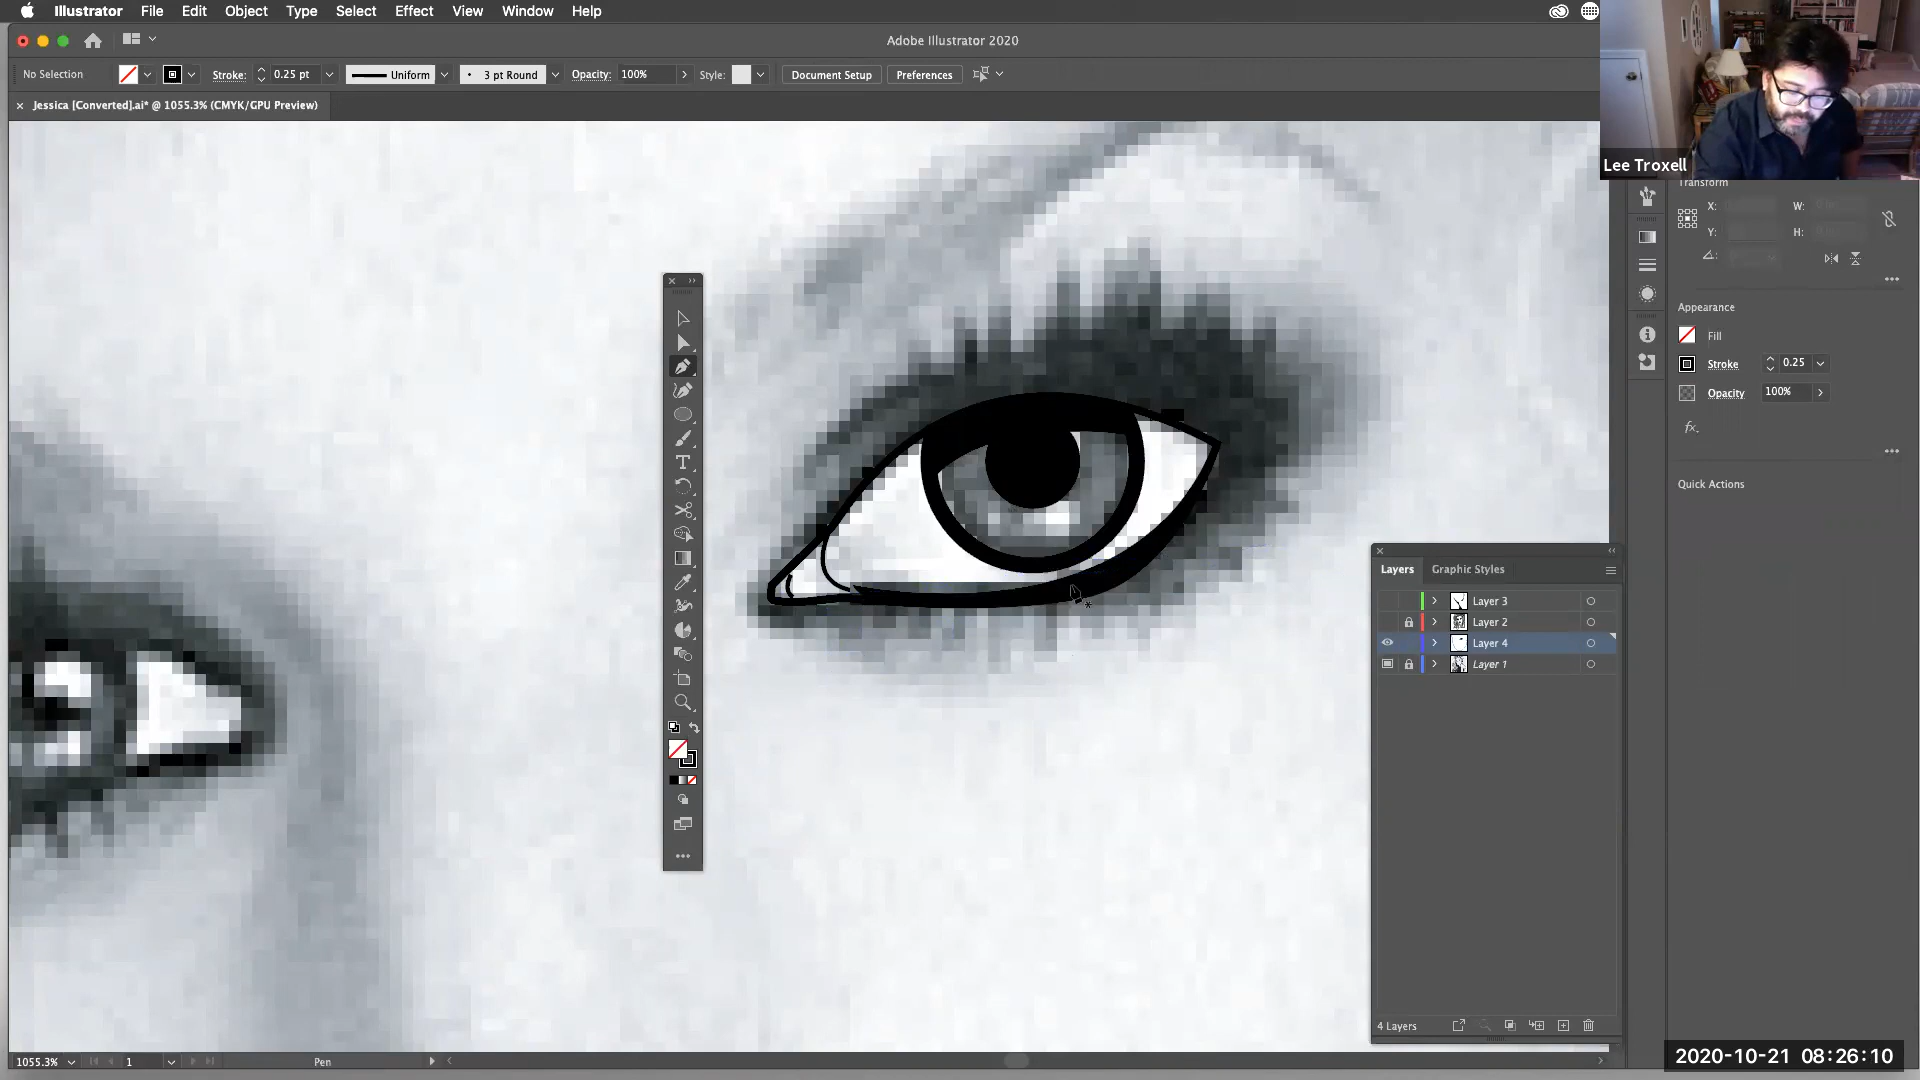 Illustrator File Edit Object Type Select Effect View Window Help
Adobe Illustrator 2020
No Selection Stroke: 0.25 pt Uniform 3 pt Round Opacity: 100% Style: Document Setup Preferences
Jessica [Converted].ai* @ 1055.3% (CMYK/GPU Preview)
Lee Troxell
Transform
X: W:
Y: H:
Appearance
Fill
Stroke 0.25
Opacity 100%
fx
Quick Actions
Layers Graphic Styles
Layer 3
Layer 2
Layer 4
Layer 1
4 Layers
1055.3% 1 Pen
2020-10-21 08:26:10